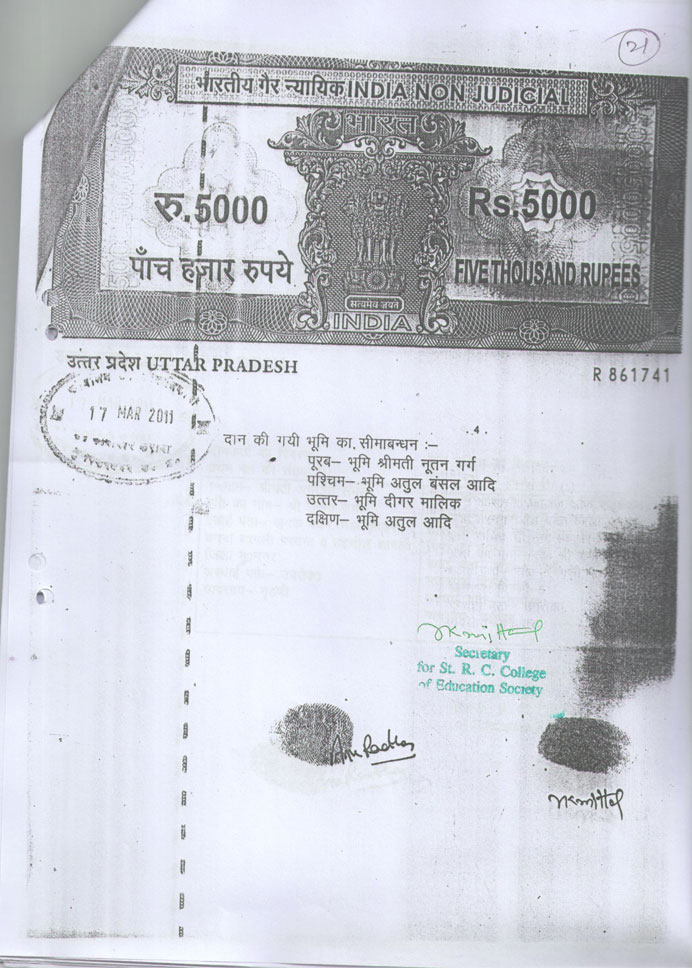 21
भारतीय गैर न्यायिक INDIA NON JUDICIAL
भारत
रु.5000
Rs.5000
पाँच हज़ार रुपये
FIVE THOUSAND RUPEES
सत्यमेव जयते
INDIA
उत्तर प्रदेश UTTAR PRADESH
R 861741
17 MAR 2011
4
दान की गयी भूमि का सीमाबन्धन :–
पूरब– भूमि श्रीमती नूतन गर्ग
पश्चिम– भूमि अतुल बंसल आदि
उत्तर– भूमि दीगर मालिक
दक्षिण– भूमि अतुल आदि
Secretary
for St. R. C. College
of Education Society